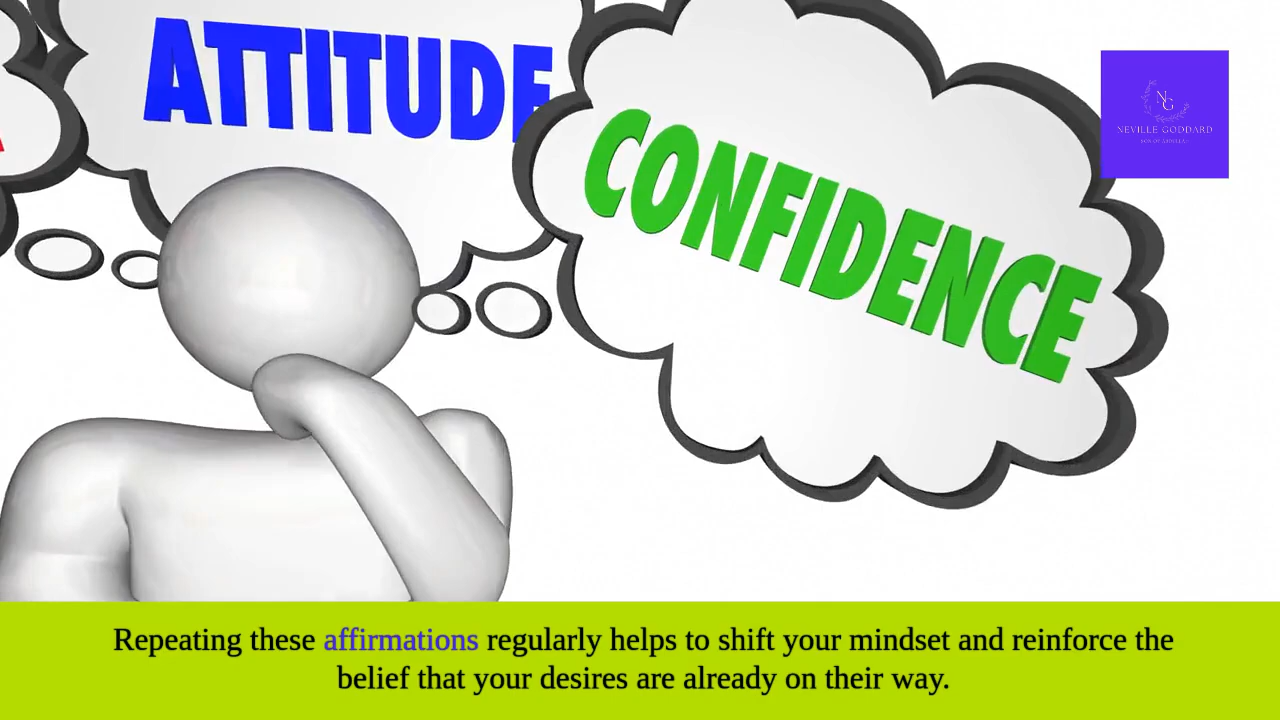 ATTITUDE
CONFIDENCE
NG
NEVILLE GODDARD
Repeating these affirmations regularly helps to shift your mindset and reinforce the
belief that your desires are already on their way.